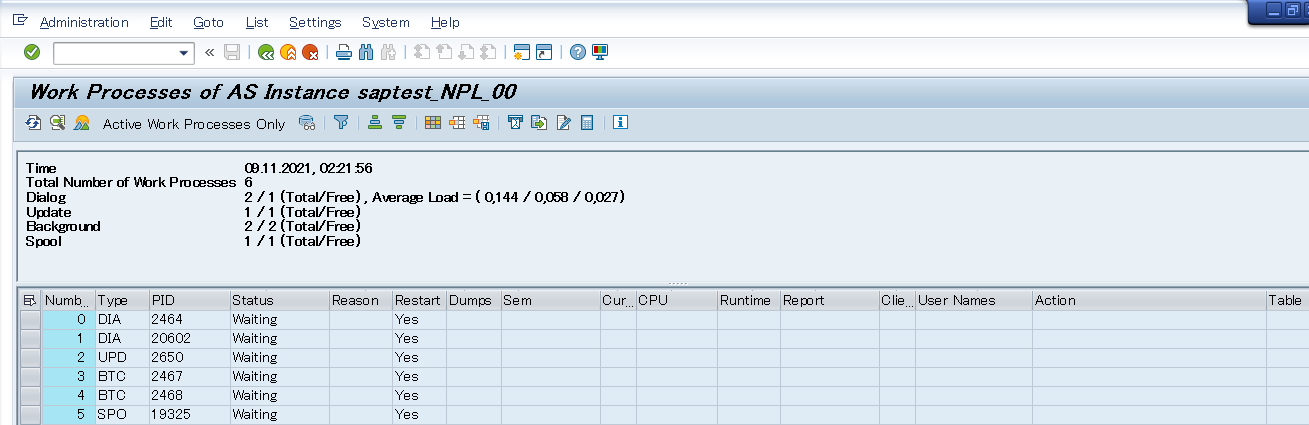 Administration Edit Goto List Settings System Help
Work Processes of AS Instance saptest_NPL_00
Active Work Processes Only
Time 09.11.2021, 02:21:56
Total Number of Work Processes 6
Dialog 2 / 1 (Total/Free) , Average Load = ( 0,144 / 0,058 / 0,027)
Update 1 / 1 (Total/Free)
Background 2 / 2 (Total/Free)
Spool 1 / 1 (Total/Free)
Numb... Type PID Status Reason Restart Dumps Sem Cur... CPU Runtime Report Clie... User Names Action Table
0 DIA 2464 Waiting Yes
1 DIA 20602 Waiting Yes
2 UPD 2650 Waiting Yes
3 BTC 2467 Waiting Yes
4 BTC 2468 Waiting Yes
5 SPO 19325 Waiting Yes